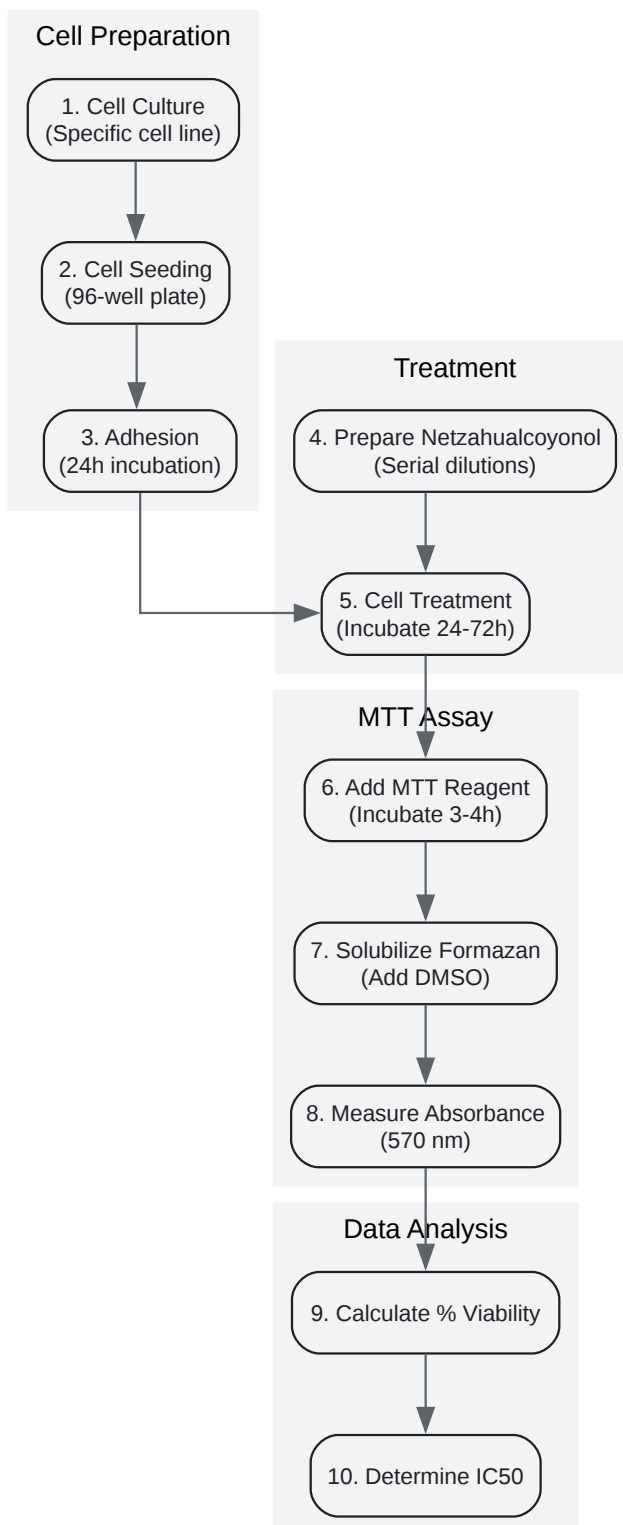 Cell Preparation
1. Cell Culture
(Specific cell line)
2. Cell Seeding
(96-well plate)
3. Adhesion
(24h incubation)
Treatment
4. Prepare Netzahualcoyonol
(Serial dilutions)
5. Cell Treatment
(Incubate 24-72h)
MTT Assay
6. Add MTT Reagent
(Incubate 3-4h)
7. Solubilize Formazan
(Add DMSO)
8. Measure Absorbance
(570 nm)
Data Analysis
9. Calculate % Viability
10. Determine IC50